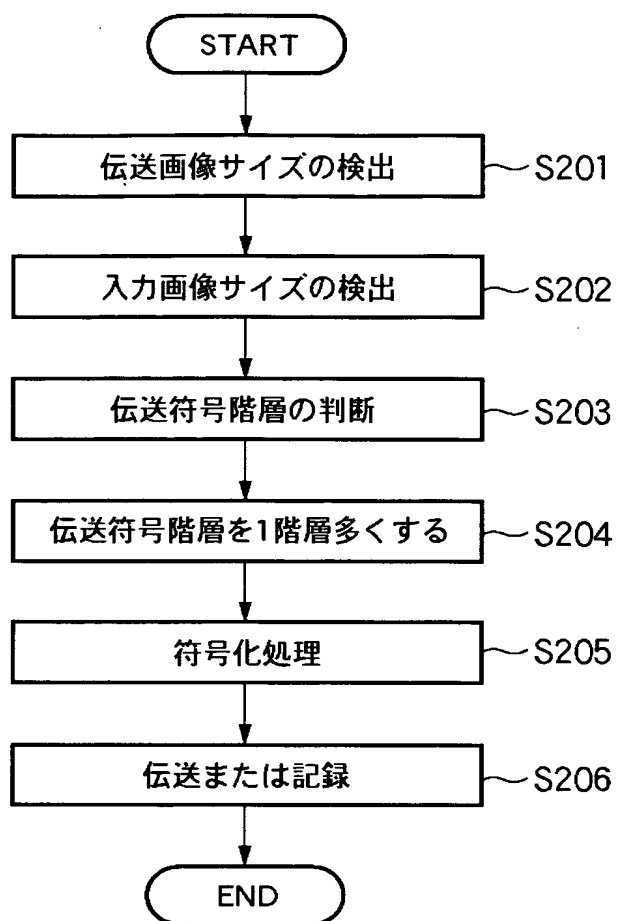 START
伝送画像サイズの検出 S201
入力画像サイズの検出 S202
伝送符号階層の判断 S203
伝送符号階層を1階層多くする S204
符号化処理 S205
伝送または記録 S206
END